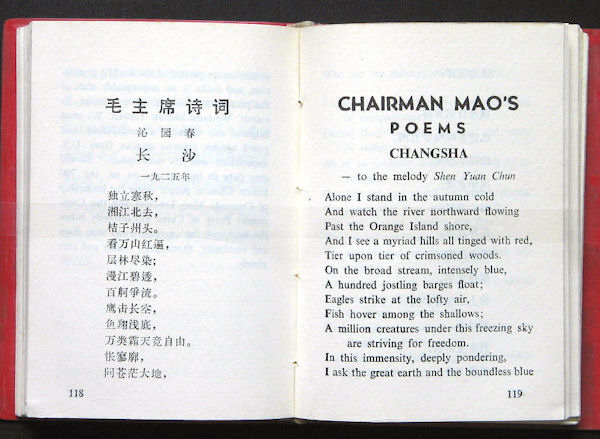 毛主席诗词
沁园春
长沙
一九二五年
独立寒秋，
湘江北去，
桔子州头。
看万山红遍，
层林尽染；
漫江碧透，
百舸爭流。
鹰击长空，
鱼翔浅底，
万类霜天竞自由。
怅寥廓，
问苍茫大地，
118
CHAIRMAN MAO'S
POEMS
CHANGSHA
— to the melody Shen Yuan Chun
Alone I stand in the autumn cold
And watch the river northward flowing
Past the Orange Island shore,
And I see a myriad hills all tinged with red,
Tier upon tier of crimsoned woods.
On the broad stream, intensely blue,
A hundred jostling barges float;
Eagles strike at the lofty air,
Fish hover among the shallows;
A million creatures under this freezing sky
are striving for freedom.
In this immensity, deeply pondering,
I ask the great earth and the boundless blue
119